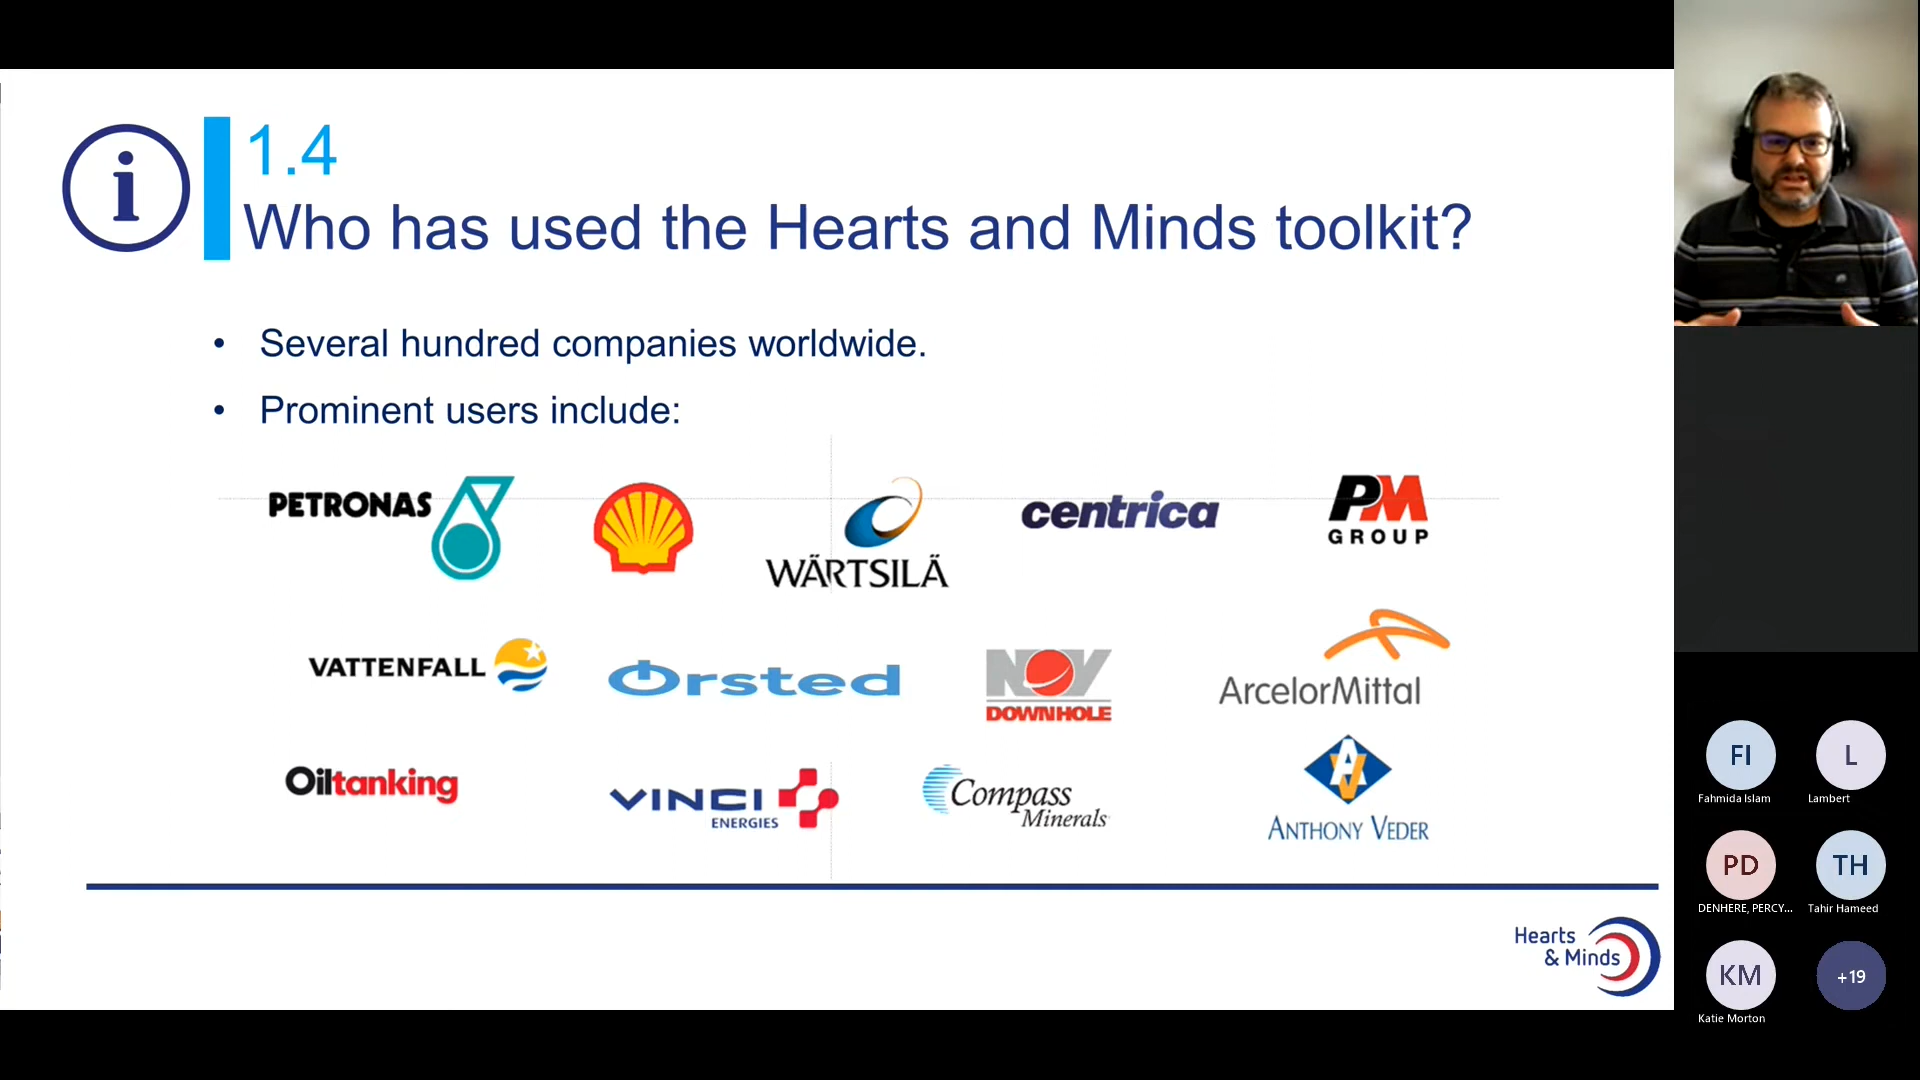 1.4
Who has used the Hearts and Minds toolkit?
• Several hundred companies worldwide.
• Prominent users include:
PETRONAS
WÄRTSILÄ
centrica
PM
GROUP
VATTENFALL
Ørsted
NOV
DOWNHOLE
ArcelorMittal
Oiltanking
VINCI
ENERGIES
Compass
Minerals
AV
ANTHONY VEDER
Hearts
& Minds
FI
Fahmida Islam
L
Lambert
PD
DENHERE, PERCY...
TH
Tahir Hameed
KM
Katie Morton
+19